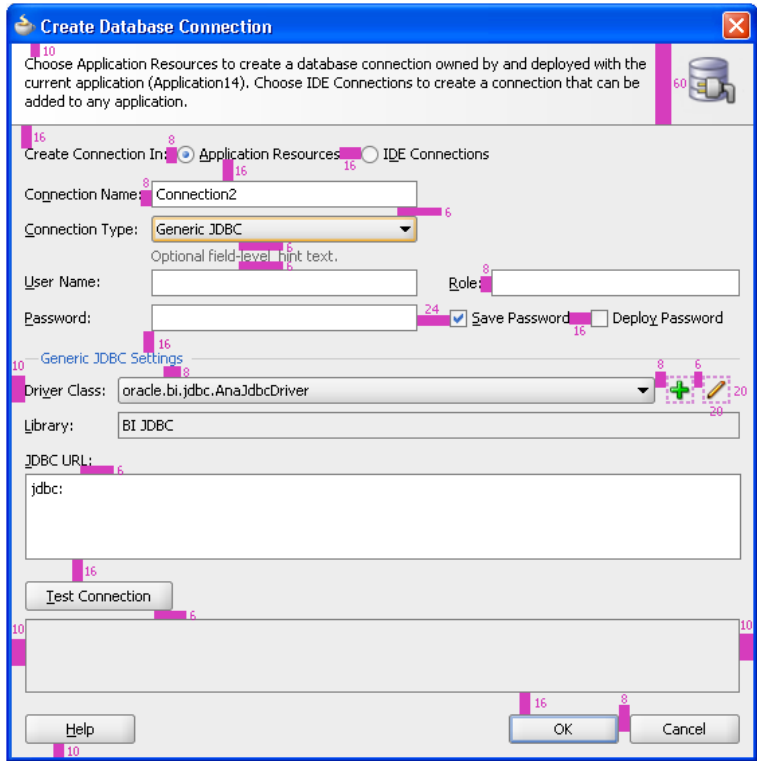 Create Database Connection
10
Choose Application Resources to create a database connection owned by and deployed with the
current application (Application14). Choose IDE Connections to create a connection that can be
added to any application.
60
16
8
Create Connection In: Application Resources IDE Connections
16 16
8
Connection Name: Connection2
6
Connection Type: Generic JDBC
6
Optional field-level hint text.
6
8
User Name: Role:
24
Password: Save Password Deploy Password
16
16
Generic JDBC Settings
10 8 8 6
Driver Class: oracle.bi.jdbc.AnaJdbcDriver 20
20
Library: BI JDBC
JDBC URL:
6
jdbc:
16
Test Connection
6
10 10
16 8
Help OK Cancel
10